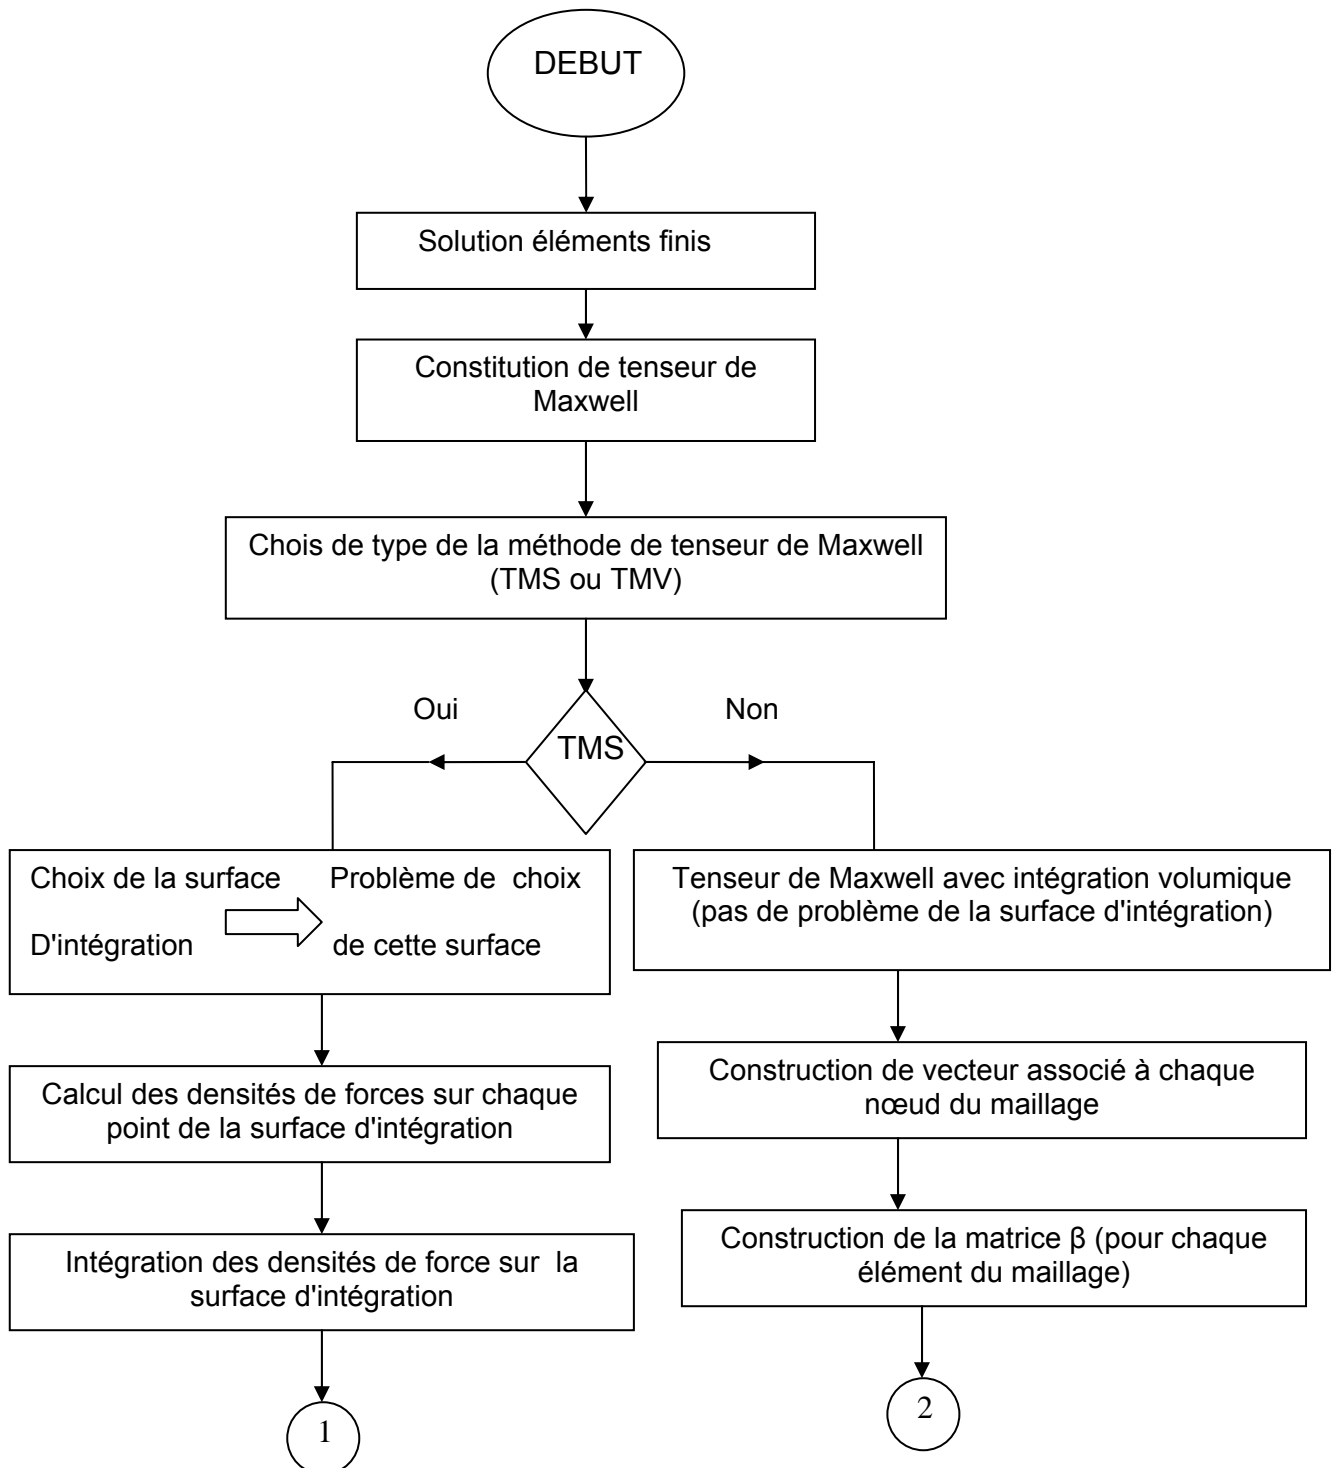 DEBUT
Solution éléments finis
Constitution de tenseur de
Maxwell
Chois de type de la méthode de tenseur de Maxwell
(TMS ou TMV)
Oui
Non
TMS
Choix de la surface
D'intégration
Problème de choix
de cette surface
Calcul des densités de forces sur chaque
point de la surface d'intégration
Intégration des densités de force sur la
surface d'intégration
1
Tenseur de Maxwell avec intégration volumique
(pas de problème de la surface d'intégration)
Construction de vecteur associé à chaque
nœud du maillage
Construction de la matrice β (pour chaque
élément du maillage)
2